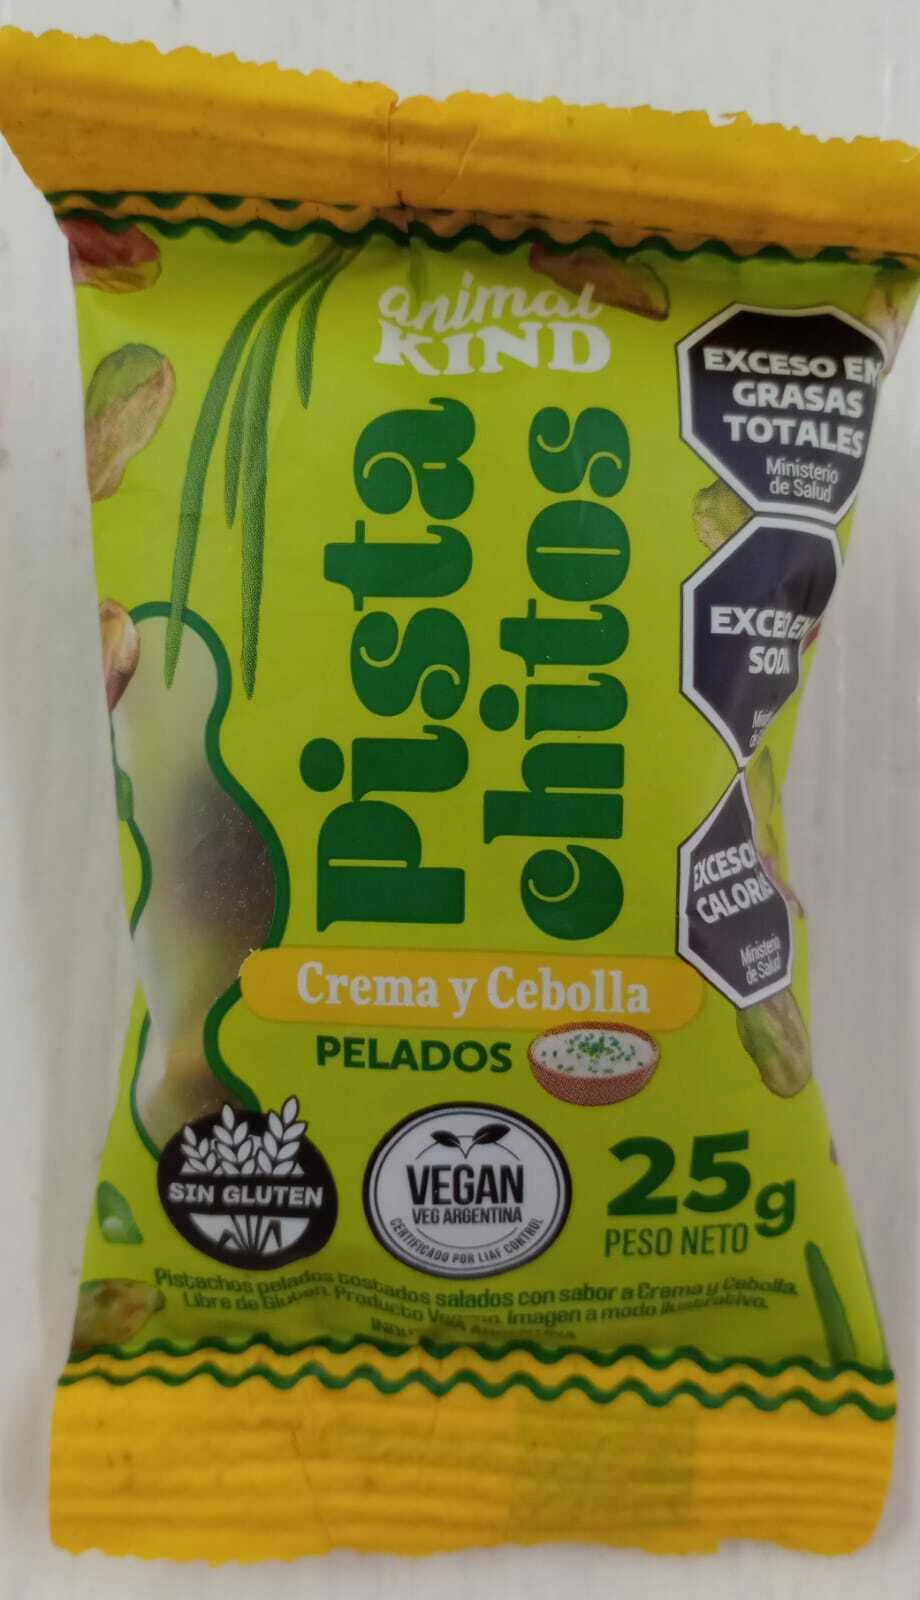 animal
KIND
Pista
chitos
EXCESO EN
GRASAS
TOTALES
Ministerio
de Salud
EXCESO EN
Crema y Cebolla
PELADOS
Ministerio
de Salud
SIN GLUTEN
VEGAN
VEG ARGENTINA
CERTIFICADO POR LIAF CONTROL
25g
PESO NETO
Pistachos pelados tostados salados con sabor a Crema y Cebolla.
Libre de Gluten. Producto Imagen a modo ilustrativo.